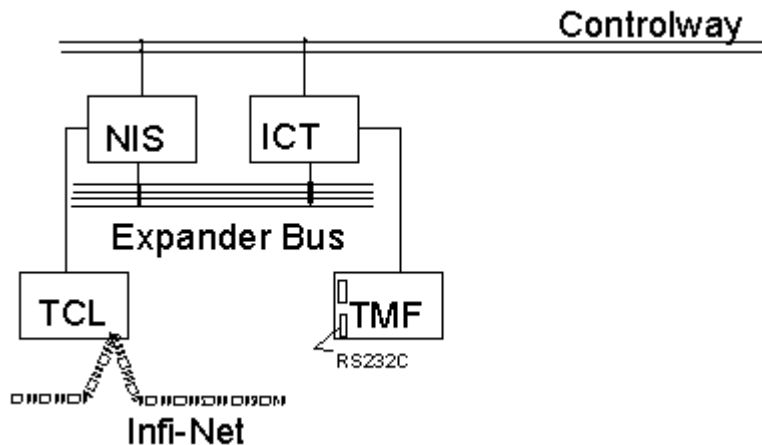 Controlway
NIS
ICT
Expander Bus
TCL
TMF
RS232C
Infi-Net